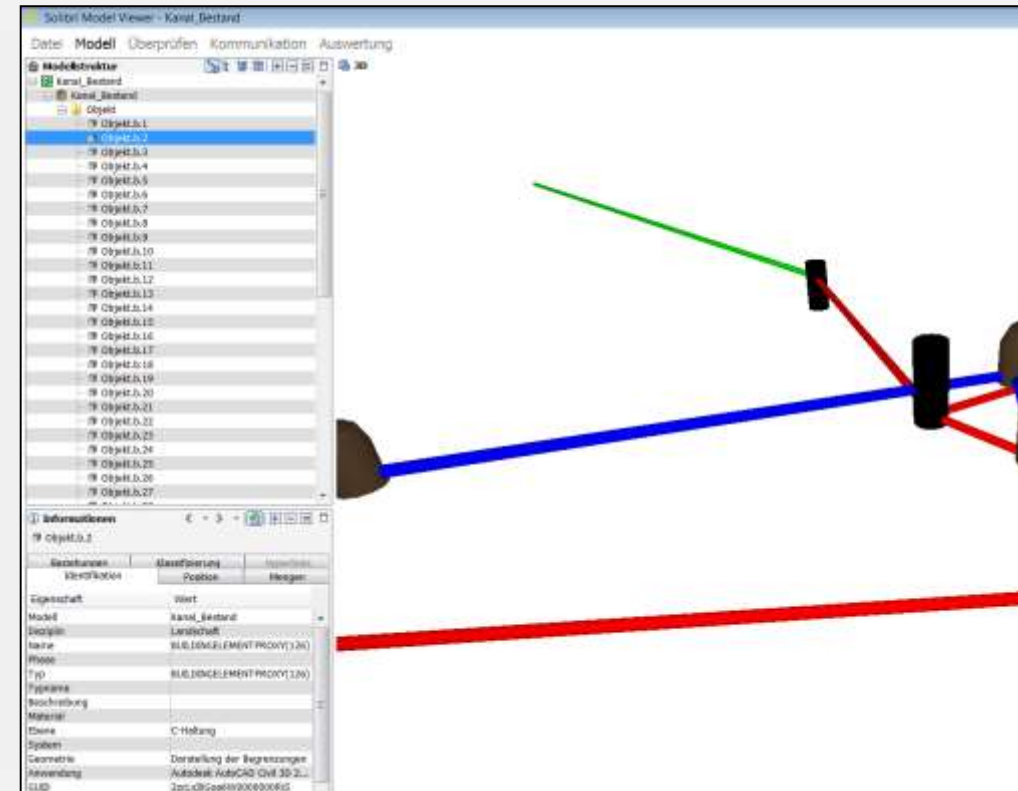 Solibri Model Viewer - Kanal_Bestand
Datei Modell Überprüfen Kommunikation Auswertung
Modellstruktur
3D
Kanal_Bestand
Kanal_Bestand
Objekt
Objekt.b.1
Objekt.b.2
Objekt.b.3
Objekt.b.4
Objekt.b.5
Objekt.b.6
Objekt.b.7
Objekt.b.8
Objekt.b.9
Objekt.b.10
Objekt.b.11
Objekt.b.12
Objekt.b.13
Objekt.b.14
Objekt.b.15
Objekt.b.16
Objekt.b.17
Objekt.b.18
Objekt.b.19
Objekt.b.20
Objekt.b.21
Objekt.b.22
Objekt.b.23
Objekt.b.24
Objekt.b.25
Objekt.b.26
Objekt.b.27
Informationen
Objekt.b.2
Beziehungen Klassifizierung Hyperlinks
Identifikation Position Mengen
Eigenschaft Wert
Modell Kanal_Bestand
Disziplin Landschaft
Name BUILDINGELEMENTPROXY(126)
Phase
Typ BUILDINGELEMENTPROXY(126)
Typname
Beschreibung
Material
Ebene C-Haltung
System
Geometrie Darstellung der Begrenzungen
Anwendung Autodesk AutoCAD Civil 3D 2...
GUID